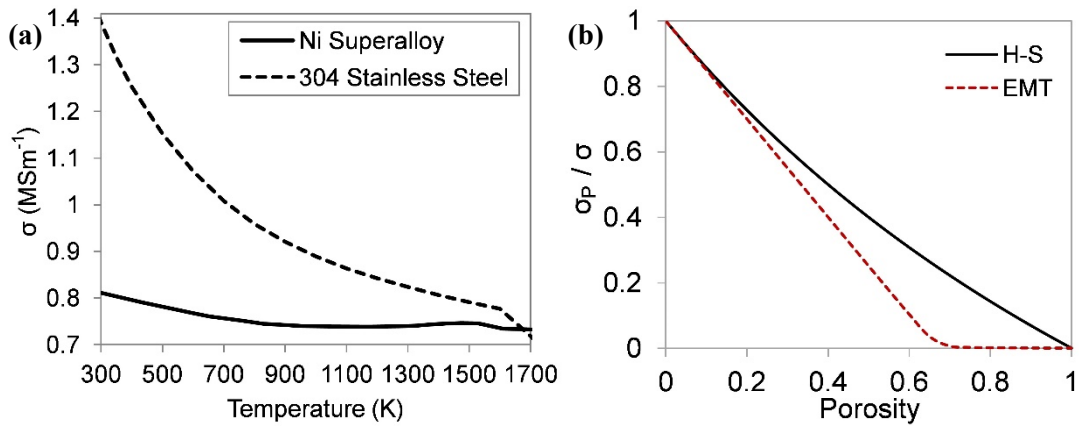 (a)
1.4
1.3
1.2
1.1
1
0.9
0.8
0.7
σ (MSm⁻¹)
Ni Superalloy
304 Stainless Steel
300 500 700 900 1100 1300 1500 1700
Temperature (K)
(b)
1
0.8
0.6
0.4
0.2
0
σP / σ
H-S
EMT
0 0.2 0.4 0.6 0.8 1
Porosity